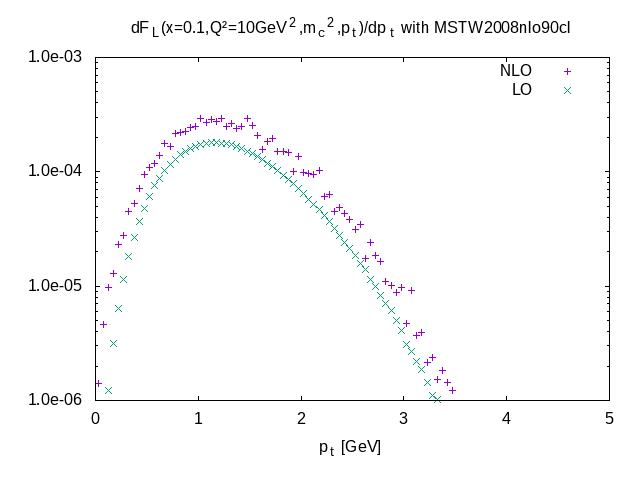 dF_L(x=0.1,Q²=10GeV²,m_c²,p_t)/dp_t with MSTW2008nlo90cl
NLO
LO
1.0e-03
1.0e-04
1.0e-05
1.0e-06
0 1 2 3 4 5
p_t [GeV]